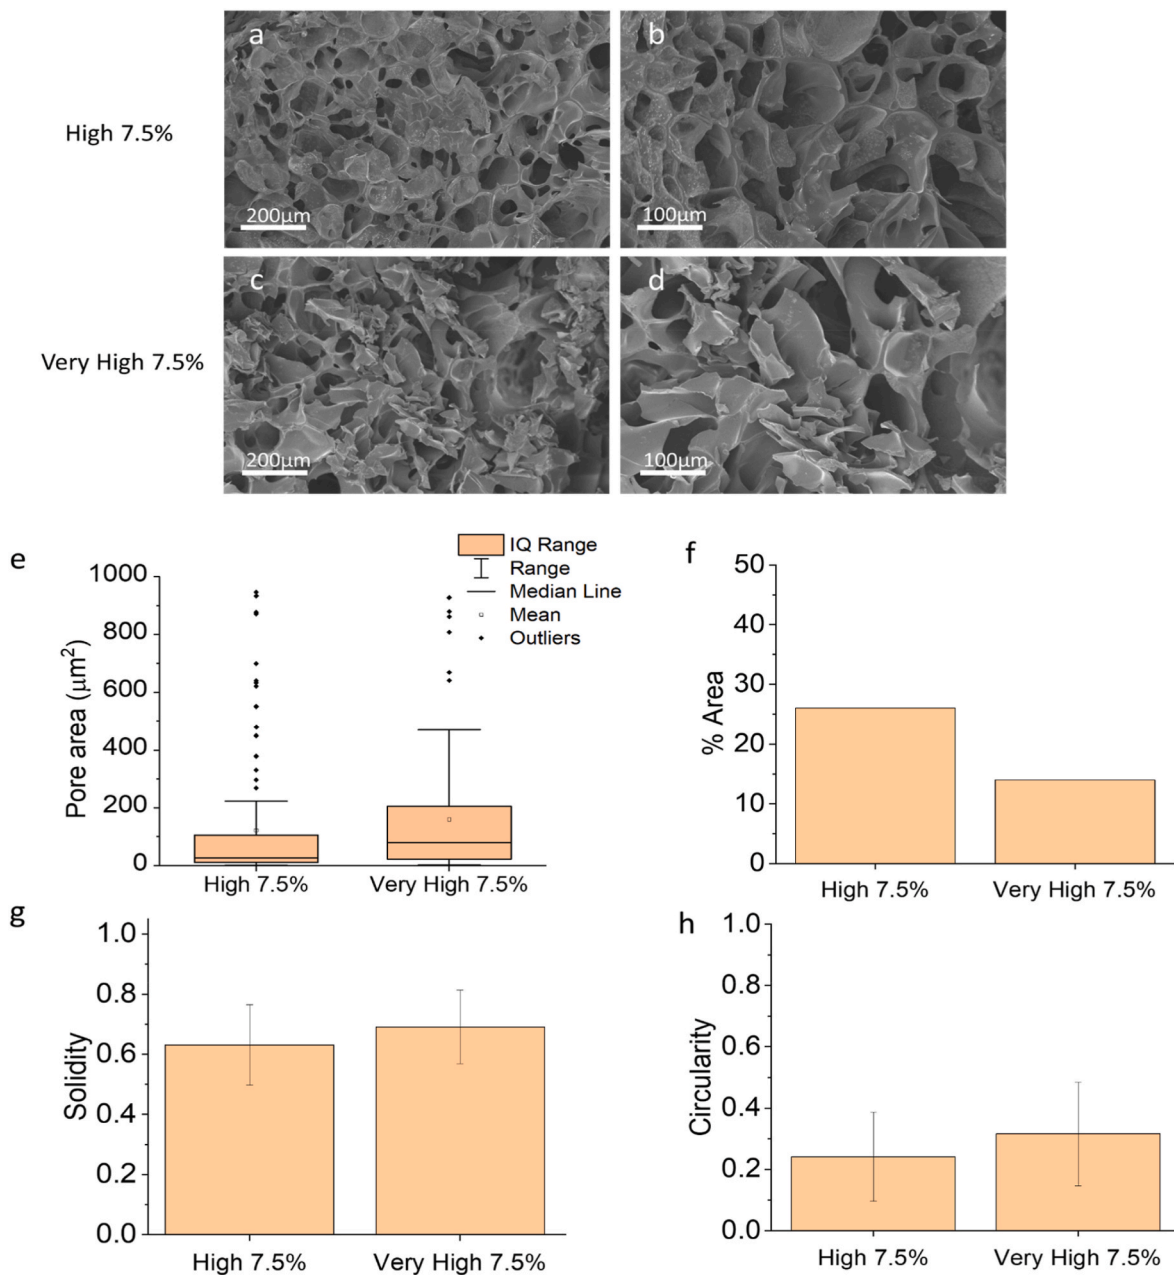 a
b
High 7.5%
200μm
100μm
c
d
Very High 7.5%
200μm
100μm
e
IQ Range
Range
Median Line
Mean
Outliers
1000
800
600
400
200
0
Pore area (μm²)
High 7.5%
Very High 7.5%
f
50
40
30
20
10
0
% Area
High 7.5%
Very High 7.5%
g
1.0
0.8
0.6
0.4
0.2
0.0
Solidity
High 7.5%
Very High 7.5%
h
1.0
0.8
0.6
0.4
0.2
0.0
Circularity
High 7.5%
Very High 7.5%